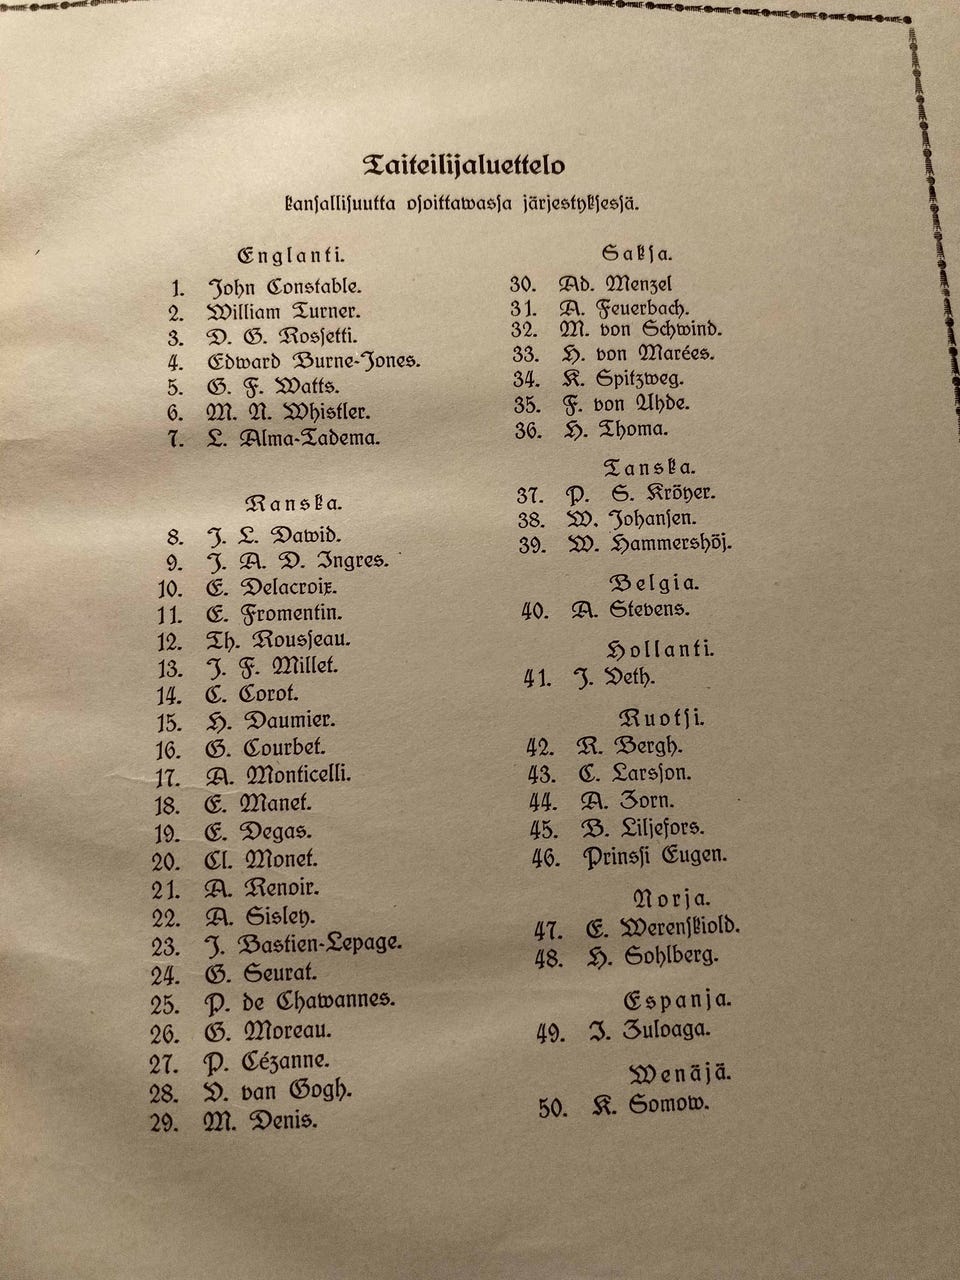 Taiteilijaluettelo
kansallisuutta osoittawassa järjestyksessä.
Englanti.
1. John Constable.
2. William Turner.
3. D. G. Rossetti.
4. Edward Burne-Jones.
5. G. F. Watts.
6. M. N. Whistler.
7. L. Alma-Tadema.
Ranska.
8. J. L. Dawid.
9. J. A. D. Ingres.
10. E. Delacroix.
11. E. Fromentin.
12. Th. Rousseau.
13. J. F. Millet.
14. C. Corot.
15. H. Daumier.
16. G. Courbet.
17. A. Monticelli.
18. E. Manet.
19. E. Degas.
20. Cl. Monet.
21. A. Renoir.
22. A. Sisley.
23. J. Bastien-Lepage.
24. G. Seurat.
25. P. de Chawannes.
26. G. Moreau.
27. P. Cézanne.
28. V. van Gogh.
29. M. Denis.
Saksa.
30. Ad. Menzel
31. A. Feuerbach.
32. M. von Schwind.
33. H. von Marées.
34. K. Spitzweg.
35. F. von Uhde.
36. H. Thoma.
Tanska.
37. P. S. Kröyer.
38. W. Johansen.
39. W. Hammershöj.
Belgia.
40. A. Stevens.
Hollanti.
41. J. Veth.
Ruotsi.
42. R. Bergh.
43. C. Larsson.
44. A. Zorn.
45. B. Liljefors.
46. Prinssi Eugen.
Norja.
47. E. Werenskiold.
48. H. Sohlberg.
Espanja.
49. I. Zuloaga.
Wenäjä.
50. K. Somow.